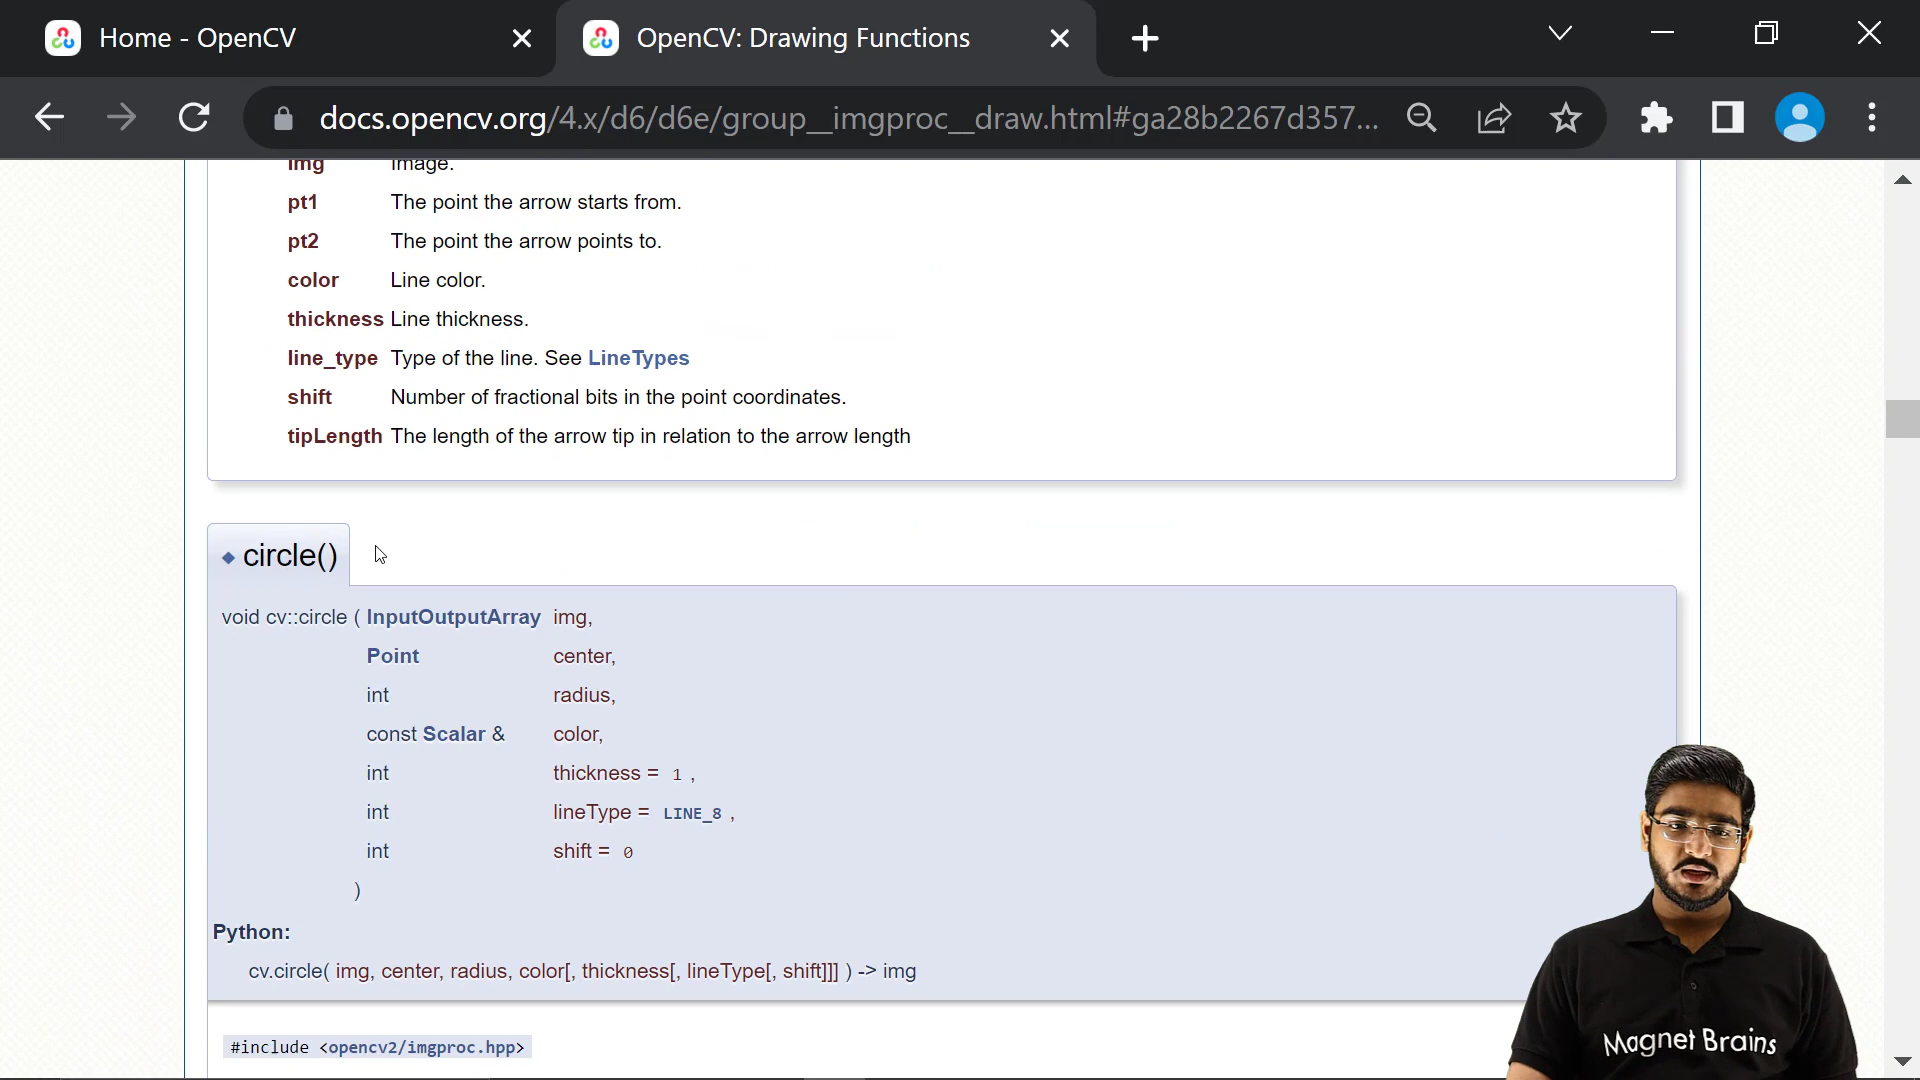 Home - OpenCV
OpenCV: Drawing Functions
docs.opencv.org/4.x/d6/d6e/group__imgproc__draw.html#ga28b2267d357...
img Image.
pt1 The point the arrow starts from.
pt2 The point the arrow points to.
color Line color.
thickness Line thickness.
line_type Type of the line. See LineTypes
shift Number of fractional bits in the point coordinates.
tipLength The length of the arrow tip in relation to the arrow length
◆ circle()
void cv::circle ( InputOutputArray img,
Point center,
int radius,
const Scalar & color,
int thickness = 1 ,
int lineType = LINE_8 ,
int shift = 0
)
Python:
cv.circle( img, center, radius, color[, thickness[, lineType[, shift]]] ) -> img
#include <opencv2/imgproc.hpp>
Magnet Brains